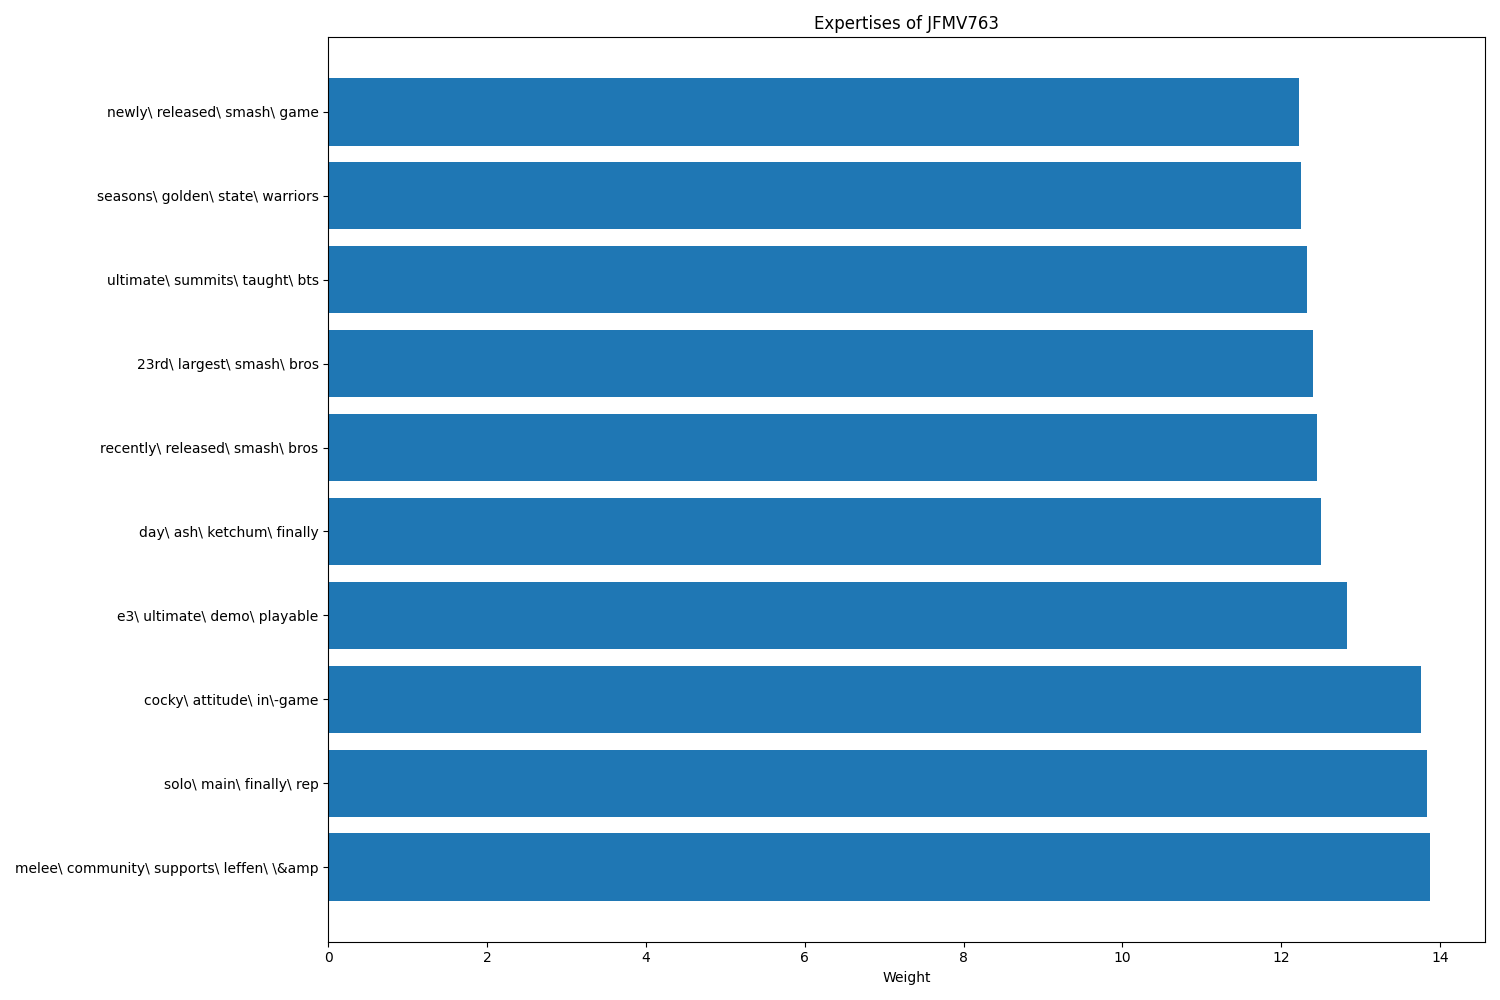 Expertises of JFMV763
newly\ released\ smash\ game
seasons\ golden\ state\ warriors
ultimate\ summits\ taught\ bts
23rd\ largest\ smash\ bros
recently\ released\ smash\ bros
day\ ash\ ketchum\ finally
e3\ ultimate\ demo\ playable
cocky\ attitude\ in\-game
solo\ main\ finally\ rep
melee\ community\ supports\ leffen\ \&amp
0 2 4 6 8 10 12 14
Weight